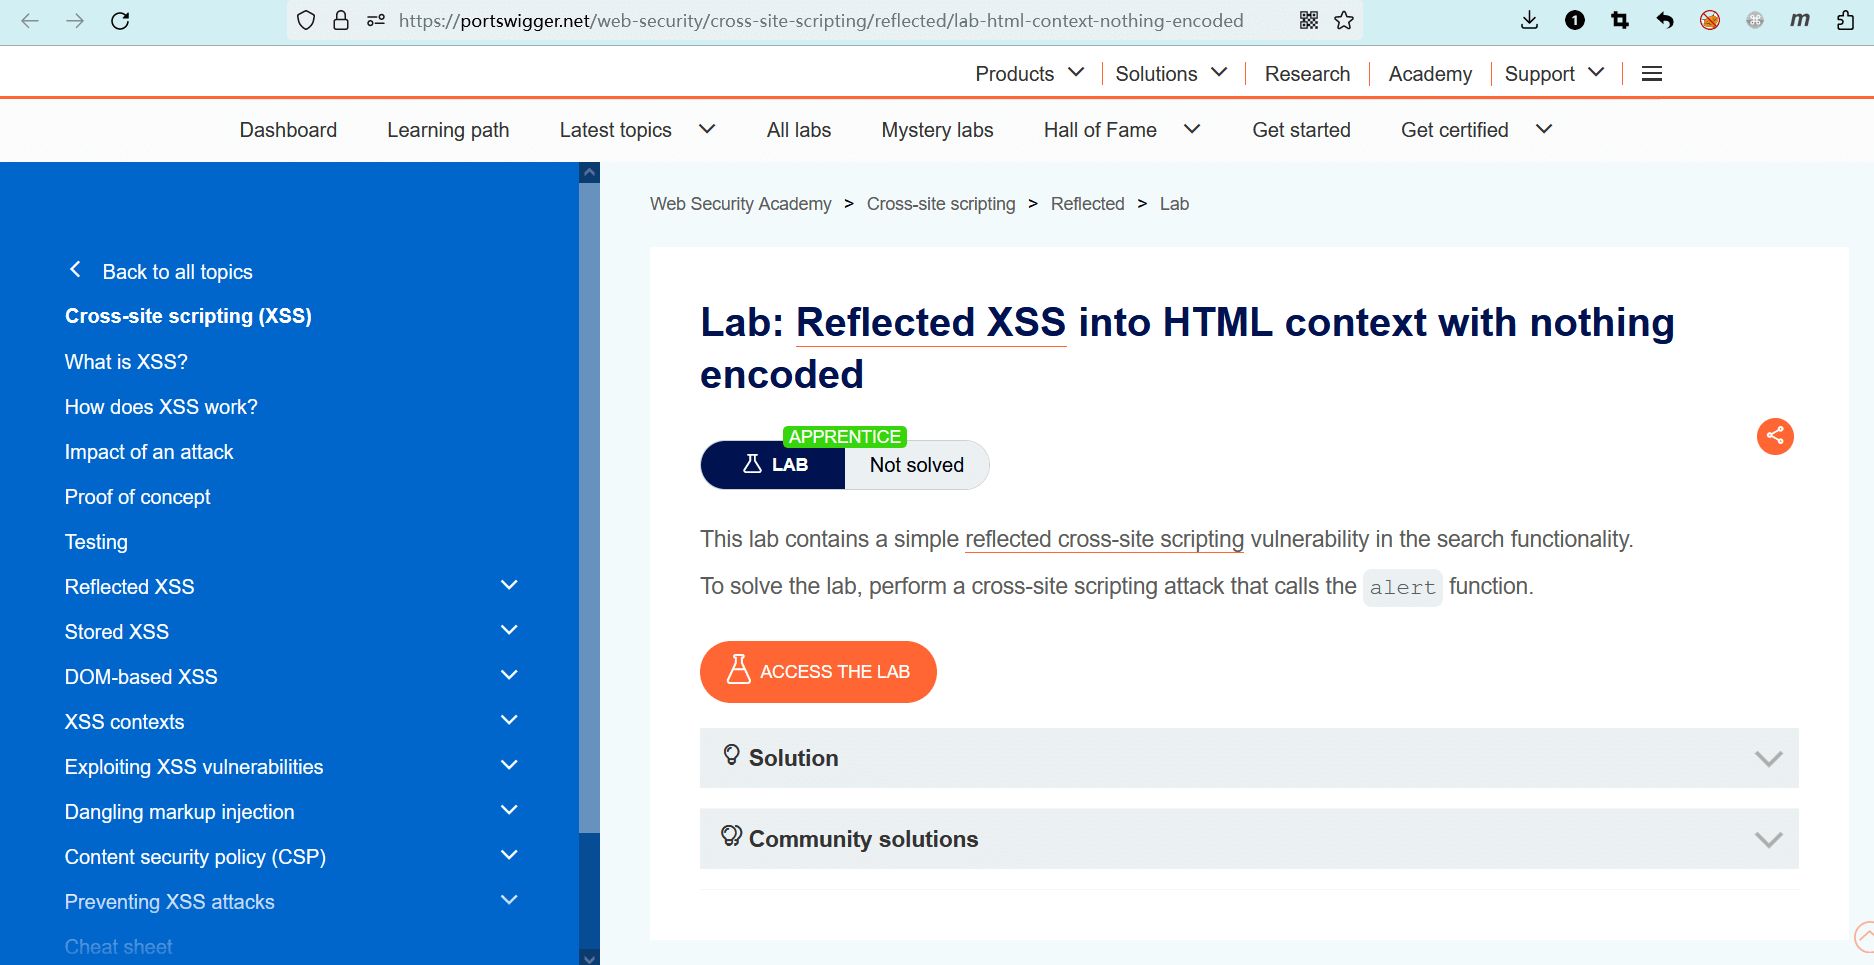 https://portswigger.net/web-security/cross-site-scripting/reflected/lab-html-context-nothing-encoded
1
m
Products
Solutions
Research
Academy
Support
Dashboard
Learning path
Latest topics
All labs
Mystery labs
Hall of Fame
Get started
Get certified
Back to all topics
Cross-site scripting (XSS)
What is XSS?
How does XSS work?
Impact of an attack
Proof of concept
Testing
Reflected XSS
Stored XSS
DOM-based XSS
XSS contexts
Exploiting XSS vulnerabilities
Dangling markup injection
Content security policy (CSP)
Preventing XSS attacks
Cheat sheet
Web Security Academy > Cross-site scripting > Reflected > Lab
Lab: Reflected XSS into HTML context with nothing
encoded
APPRENTICE
LAB
Not solved
This lab contains a simple reflected cross-site scripting vulnerability in the search functionality.
To solve the lab, perform a cross-site scripting attack that calls the alert function.
ACCESS THE LAB
Solution
Community solutions